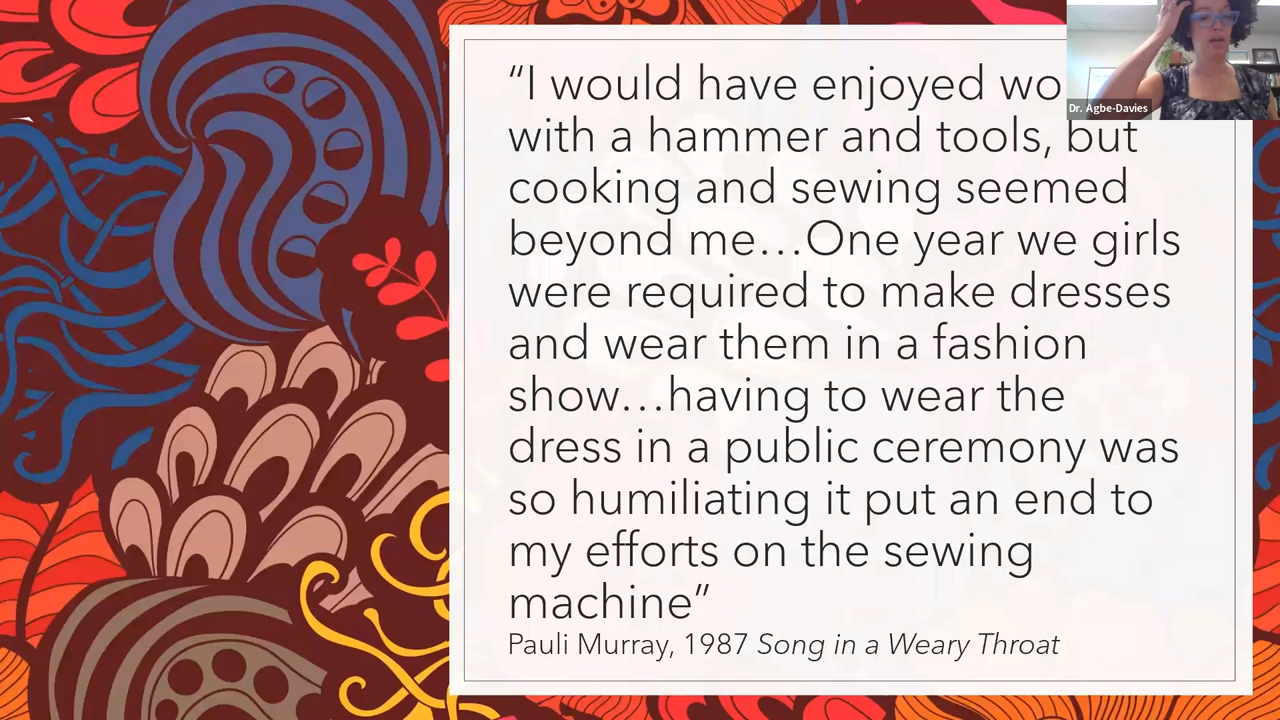 “I would have enjoyed
with a hammer and tools, but
cooking and sewing seemed
beyond me…One year we girls
were required to make dresses
and wear them in a fashion
show…having to wear the
dress in a public ceremony was
so humiliating it put an end to
my efforts on the sewing
machine”
Pauli Murray, 1987 Song in a Weary Throat
Dr. Agbe-Davies